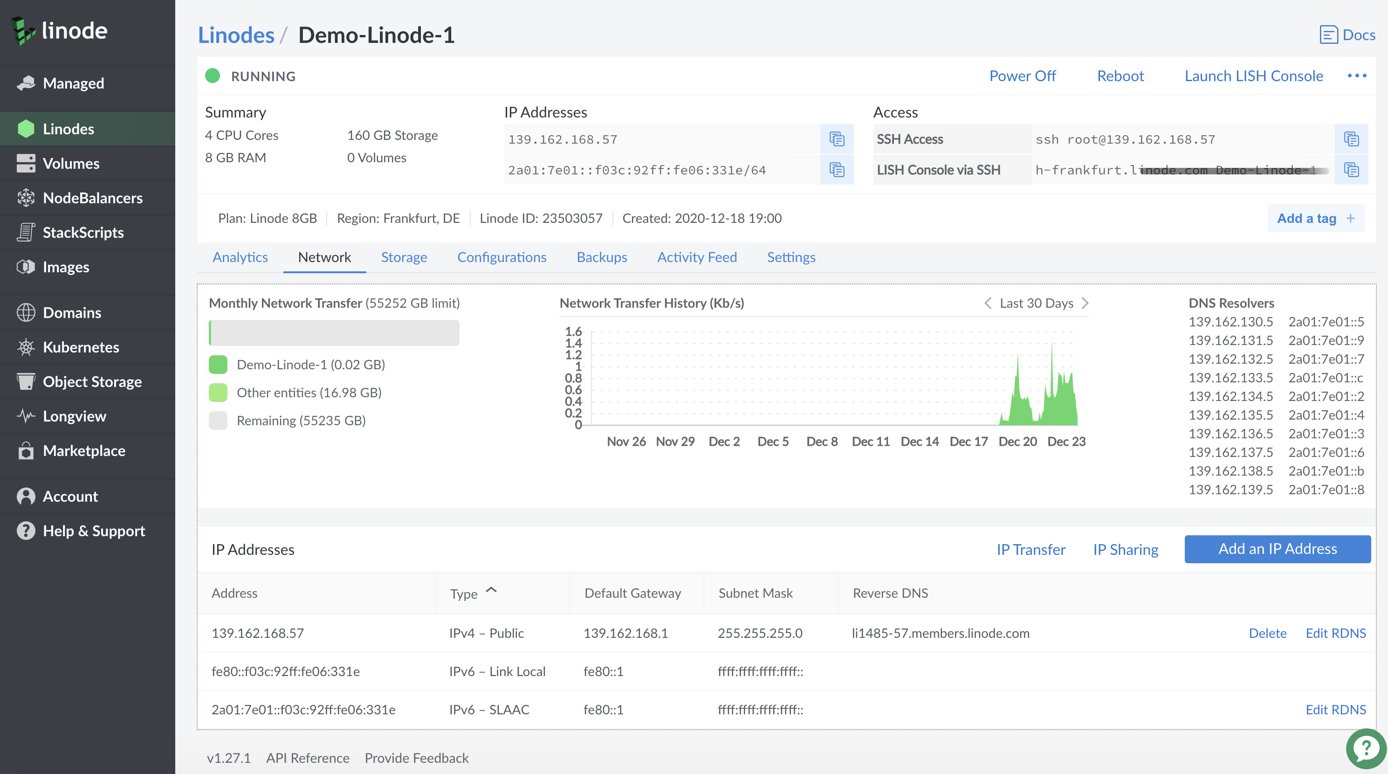 linode
Managed
Linodes
Volumes
NodeBalancers
StackScripts
Images
Domains
Kubernetes
Object Storage
Longview
Marketplace
Account
Help & Support
Linodes / Demo-Linode-1
Docs
RUNNING
Power Off Reboot Launch LISH Console
Summary
4 CPU Cores 160 GB Storage
8 GB RAM 0 Volumes
IP Addresses
139.162.168.57
2a01:7e01::f03c:92ff:fe06:331e/64
Access
SSH Access ssh root@139.162.168.57
LISH Console via SSH h-frankfurt.linode.com Demo-Linode-1
Plan: Linode 8GB Region: Frankfurt, DE Linode ID: 23503057 Created: 2020-12-18 19:00
Add a tag +
Analytics Network Storage Configurations Backups Activity Feed Settings
Monthly Network Transfer (55252 GB limit)
Demo-Linode-1 (0.02 GB)
Other entities (16.98 GB)
Remaining (55235 GB)
Network Transfer History (Kb/s)
Last 30 Days
1.6
1.4
1.2
1
0.8
0.6
0.4
0.2
0
Nov 26 Nov 29 Dec 2 Dec 5 Dec 8 Dec 11 Dec 14 Dec 17 Dec 20 Dec 23
DNS Resolvers
139.162.130.5 2a01:7e01::5
139.162.131.5 2a01:7e01::9
139.162.132.5 2a01:7e01::7
139.162.133.5 2a01:7e01::c
139.162.134.5 2a01:7e01::2
139.162.135.5 2a01:7e01::4
139.162.136.5 2a01:7e01::3
139.162.137.5 2a01:7e01::6
139.162.138.5 2a01:7e01::b
139.162.139.5 2a01:7e01::8
IP Addresses
IP Transfer IP Sharing Add an IP Address
Address Type Default Gateway Subnet Mask Reverse DNS
139.162.168.57 IPv4 – Public 139.162.168.1 255.255.255.0 li1485-57.members.linode.com Delete Edit RDNS
fe80::f03c:92ff:fe06:331e IPv6 – Link Local fe80::1 ffff:ffff:ffff:ffff::
2a01:7e01::f03c:92ff:fe06:331e IPv6 – SLAAC fe80::1 ffff:ffff:ffff:ffff:: Edit RDNS
v1.27.1 API Reference Provide Feedback